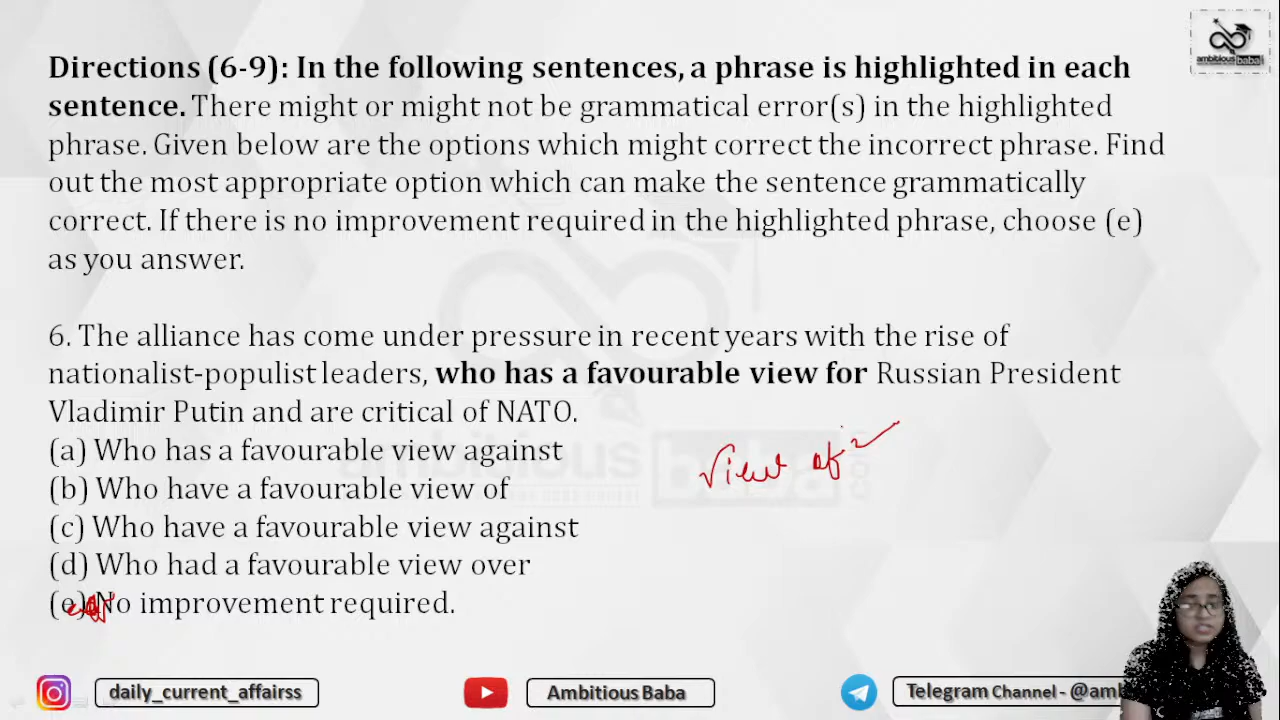 ambitiousbaba
Directions (6-9): In the following sentences, a phrase is highlighted in each
sentence. There might or might not be grammatical error(s) in the highlighted
phrase. Given below are the options which might correct the incorrect phrase. Find
out the most appropriate option which can make the sentence grammatically
correct. If there is no improvement required in the highlighted phrase, choose (e)
as you answer.
6. The alliance has come under pressure in recent years with the rise of
nationalist-populist leaders, who has a favourable view for Russian President
Vladimir Putin and are critical of NATO.
(a) Who has a favourable view against
(b) Who have a favourable view of
(c) Who have a favourable view against
(d) Who had a favourable view over
(e) No improvement required.
View of
ambitious baba
daily_current_affairss
Ambitious Baba
Telegram Channel - @amb